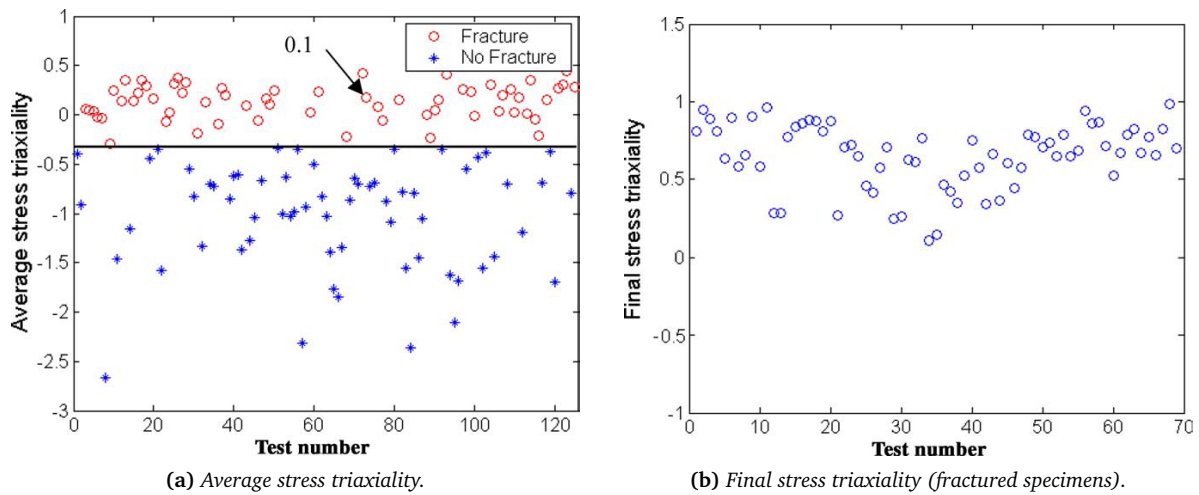 1
0.5
0
-0.5
-1
-1.5
-2
-2.5
-3
Average stress triaxiality
0.1
Fracture
No Fracture
0 20 40 60 80 100 120
Test number
(a) Average stress triaxiality.
1.5
1
0.5
0
0.5
-1
Final stress triaxiality
0 10 20 30 40 50 60 70
Test number
(b) Final stress triaxiality (fractured specimens).